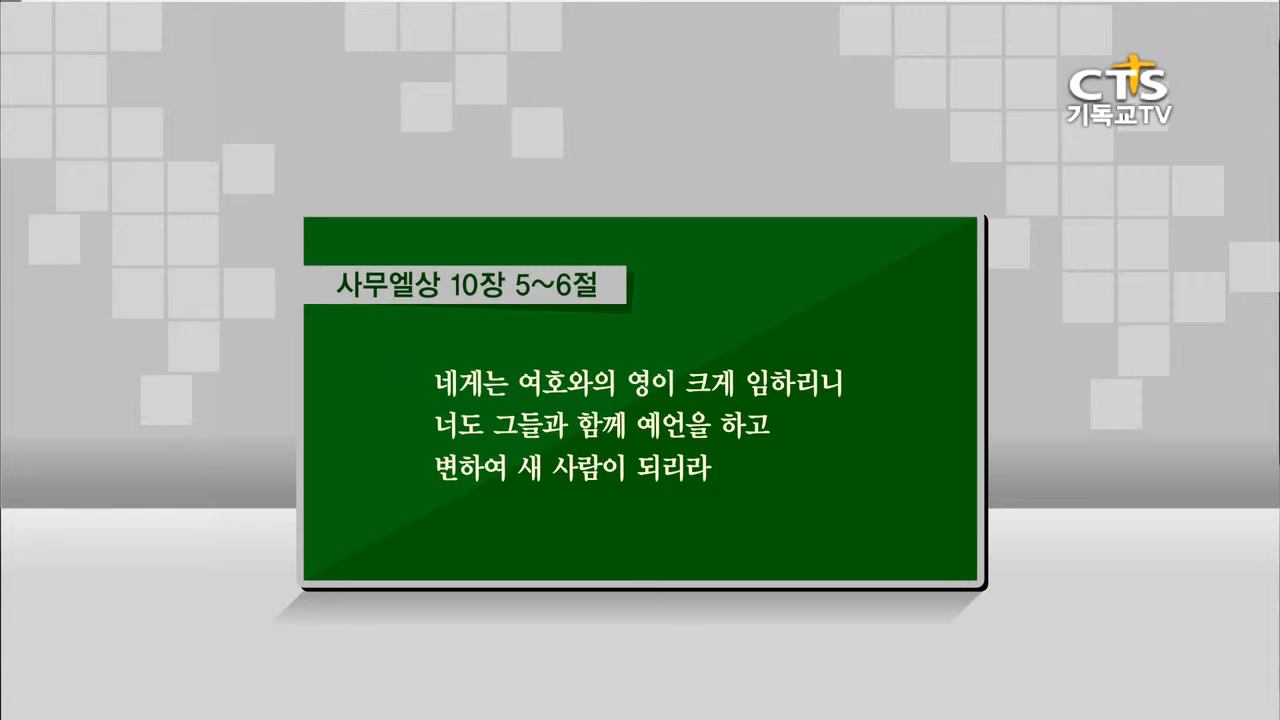 CTS
기독교TV
사무엘상 10장 5~6절
네게는 여호와의 영이 크게 임하리니
너도 그들과 함께 예언을 하고
변하여 새 사람이 되리라